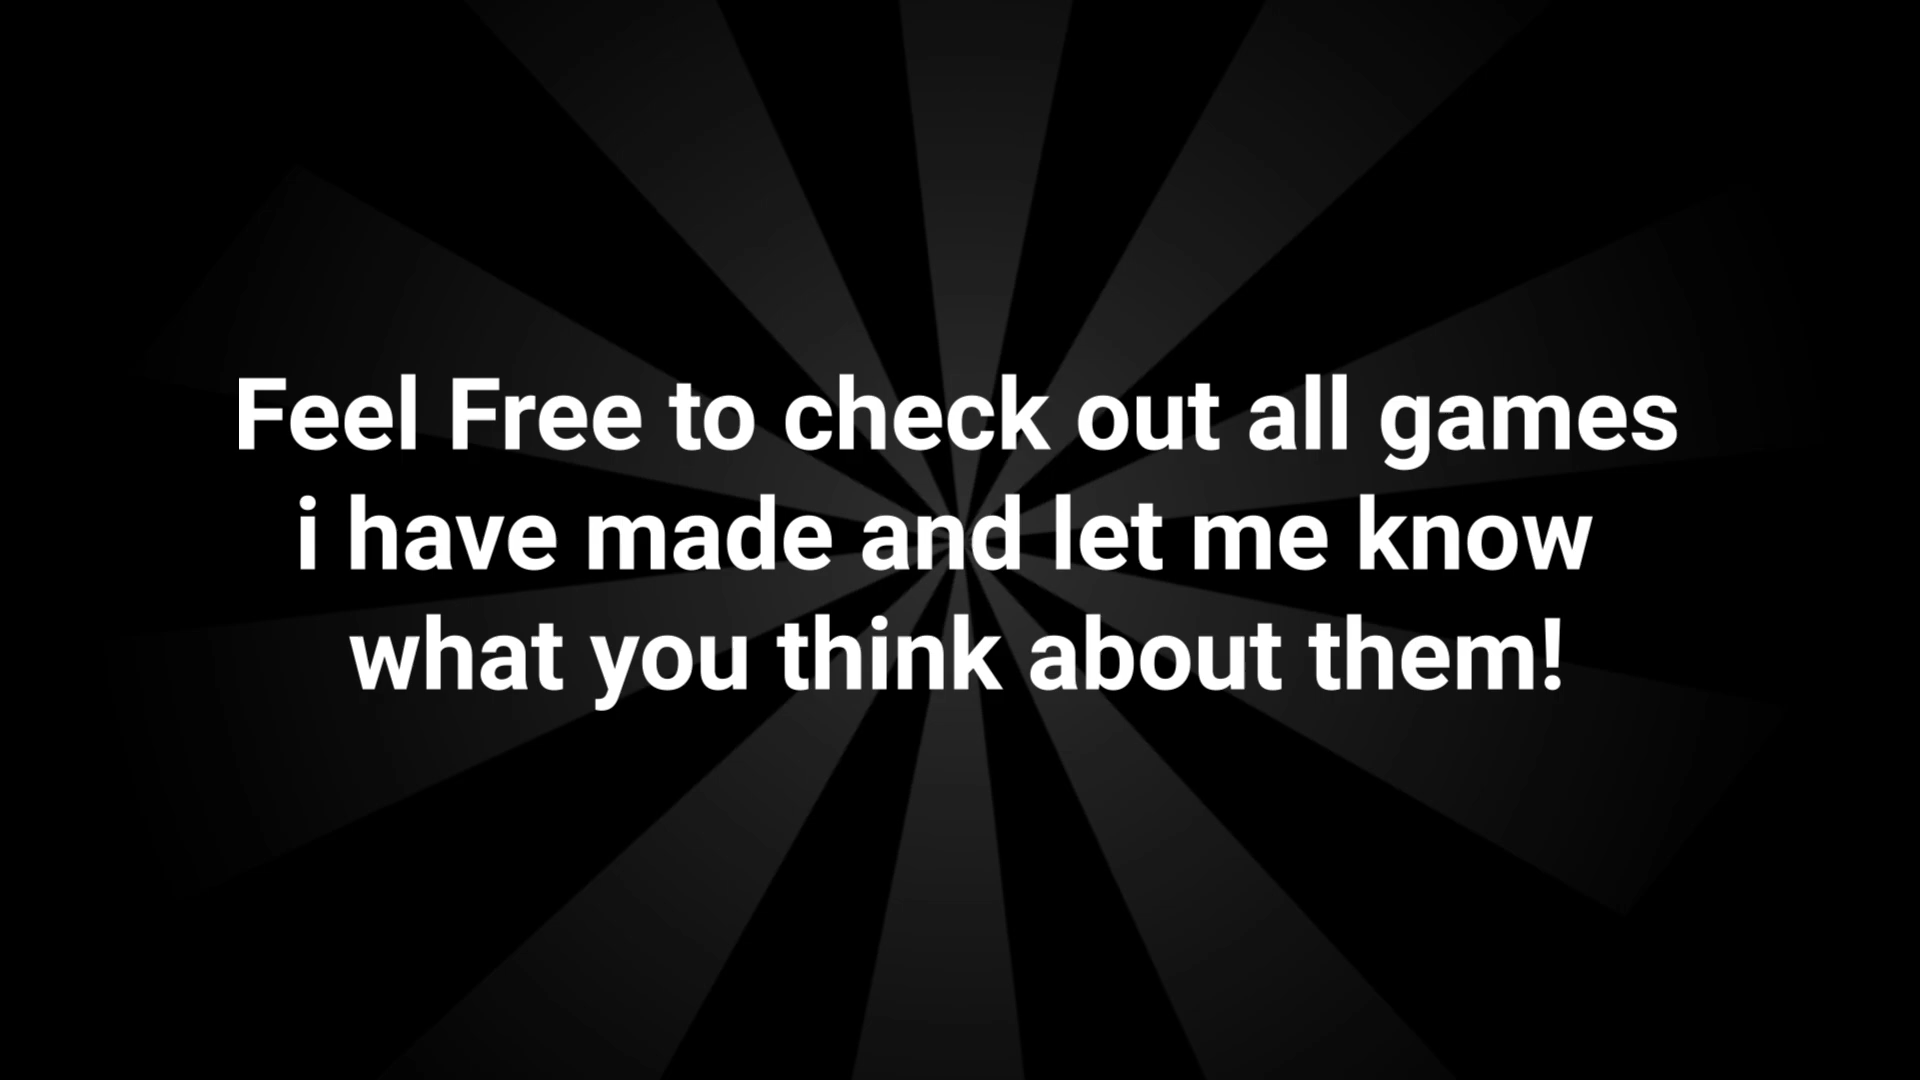 Feel Free to check out all games
i have made and let me know
what you think about them!